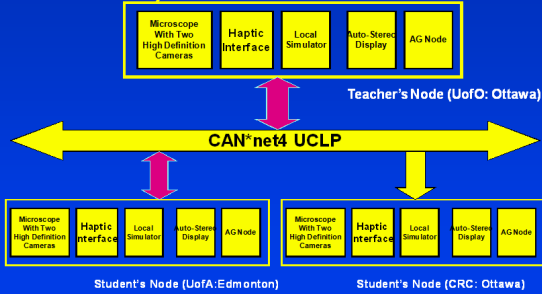 Microscope
With Two
High Definition
Cameras
Haptic
Interface
Local
Simulator
Auto-Stereo
Display
AG Node
Teacher's Node (UofO: Ottawa)
CAN*net4 UCLP
Microscope
With Two
High Definition
Cameras
Haptic
Interface
Local
Simulator
Auto-Stereo
Display
AG Node
Microscope
With Two
High Definition
Cameras
Haptic
Interface
Local
Simulator
Auto-Stereo
Display
AG Node
Student's Node (UofA:Edmonton)
Student's Node (CRC: Ottawa)